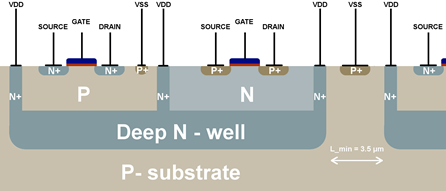 VDD VSS VDD VDD VSS VDD
GATE GATE
SOURCE DRAIN SOURCE DRAIN SOURCE
N+ N+ P+ P+ P+ P+ N+
N+ P N+ N N+ N+
Deep N - well
L_min = 3.5 µm
P- substrate